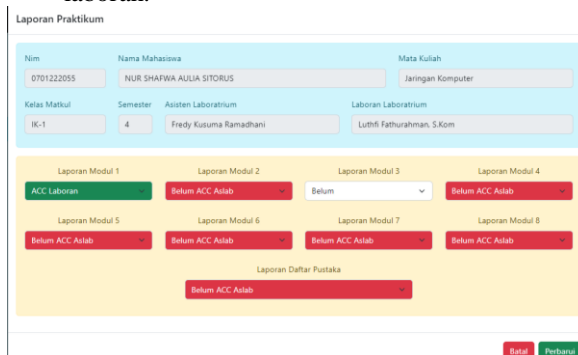 laboran.
Laporan Praktikum
Nim Nama Mahasiswa Mata Kuliah
0701222055 NUR SHAFWA AULIA SITORUS Jaringan Komputer
Kelas Matkul Semester Asisten Laboratrium Laboran Laboratrium
IK-1 4 Fredy Kusuma Ramadhani Luthfi Fathurahman. S.Kom
Laporan Modul 1 Laporan Modul 2 Laporan Modul 3 Laporan Modul 4
ACC Laboran Belum ACC Aslab Belum Belum ACC Aslab
Laporan Modul 5 Laporan Modul 6 Laporan Modul 7 Laporan Modul 8
Belum ACC Aslab Belum ACC Aslab Belum ACC Aslab Belum ACC Aslab
Laporan Daftar Pustaka
Belum ACC Aslab
Batal Perbarui